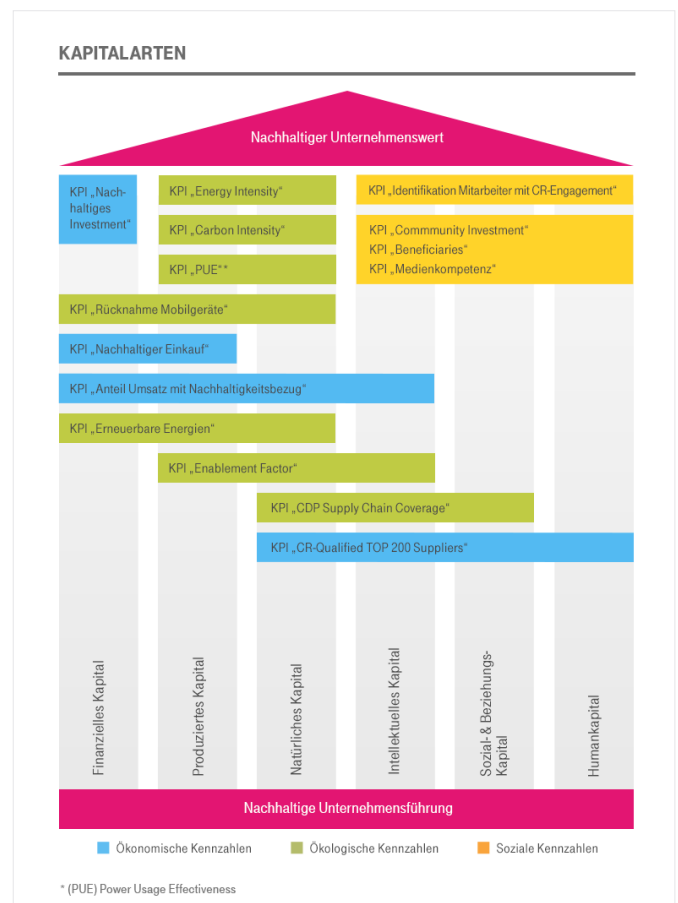 KAPITALARTEN
Nachhaltiger Unternehmenswert
KPI „Nach-
haltiges
Investment“
KPI „Energy Intensity“
KPI „Identifikation Mitarbeiter mit CR-Engagement“
KPI „Carbon Intensity“
KPI „Commmunity Investment“
KPI „Beneficiaries“
KPI „PUE“*
KPI „Medienkompetenz“
KPI „Rücknahme Mobilgeräte“
KPI „Nachhaltiger Einkauf“
KPI „Anteil Umsatz mit Nachhaltigkeitsbezug“
KPI „Erneuerbare Energien“
KPI „Enablement Factor“
KPI „CDP Supply Chain Coverage“
KPI „CR-Qualified TOP 200 Suppliers“
Finanzielles Kapital
Produziertes Kapital
Natürliches Kapital
Intellektuelles Kapital
Sozial- & Beziehungs-
Kapital
Humankapital
Nachhaltige Unternehmensführung
Ökonomische Kennzahlen
Ökologische Kennzahlen
Soziale Kennzahlen
* (PUE) Power Usage Effectiveness